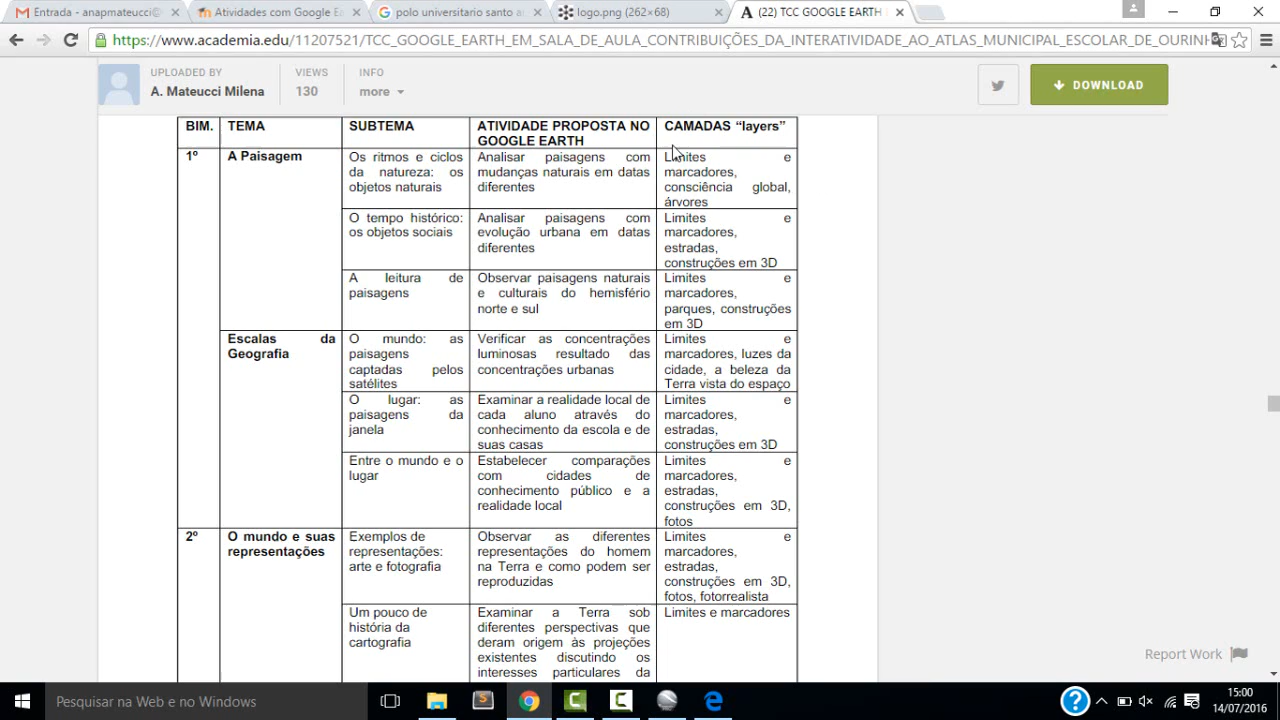 Entrada - anapmateucci@
Atividades com Google E
polo universitario santo a
logo.png (262×68)
(22) TCC GOOGLE EARTH
https://www.academia.edu/11207521/TCC_GOOGLE_EARTH_EM_SALA_DE_AULA_CONTRIBUIÇÕES_DA_INTERATIVIDADE_AO_ATLAS_MUNICIPAL_ESCOLAR_DE_OURINH
UPLOADED BY
A. Mateucci Milena
VIEWS
130
INFO
more
DOWNLOAD
BIM.
TEMA
SUBTEMA
ATIVIDADE PROPOSTA NO
GOOGLE EARTH
CAMADAS “layers”
1º
A Paisagem
Os ritmos e ciclos
da natureza: os
objetos naturais
Analisar paisagens com
mudanças naturais em datas
diferentes
Limites e
marcadores,
consciência global,
árvores
O tempo histórico:
os objetos sociais
Analisar paisagens com
evolução urbana em datas
diferentes
Limites e
marcadores,
estradas,
construções em 3D
A leitura de
paisagens
Observar paisagens naturais
e culturais do hemisfério
norte e sul
Limites e
marcadores,
parques, construções
em 3D
Escalas da
Geografia
O mundo: as
paisagens
captadas pelos
satélites
Verificar as concentrações
luminosas resultado das
concentrações urbanas
Limites e
marcadores, luzes da
cidade, a beleza da
Terra vista do espaço
O lugar: as
paisagens da
janela
Examinar a realidade local de
cada aluno através do
conhecimento da escola e de
suas casas
Limites e
marcadores,
estradas,
construções em 3D
Entre o mundo e o
lugar
Estabelecer comparações
com cidades de
conhecimento público e a
realidade local
Limites e
marcadores,
estradas,
construções em 3D,
fotos
2º
O mundo e suas
representações
Exemplos de
representações:
arte e fotografia
Observar as diferentes
representações do homem
na Terra e como podem ser
reproduzidas
Limites e
marcadores,
estradas,
construções em 3D,
fotos, fotorrealista
Um pouco de
história da
cartografia
Examinar a Terra sob
diferentes perspectivas que
deram origem às projeções
existentes discutindo os
interesses particulares da
Limites e marcadores
Report Work
Pesquisar na Web e no Windows
15:00
14/07/2016